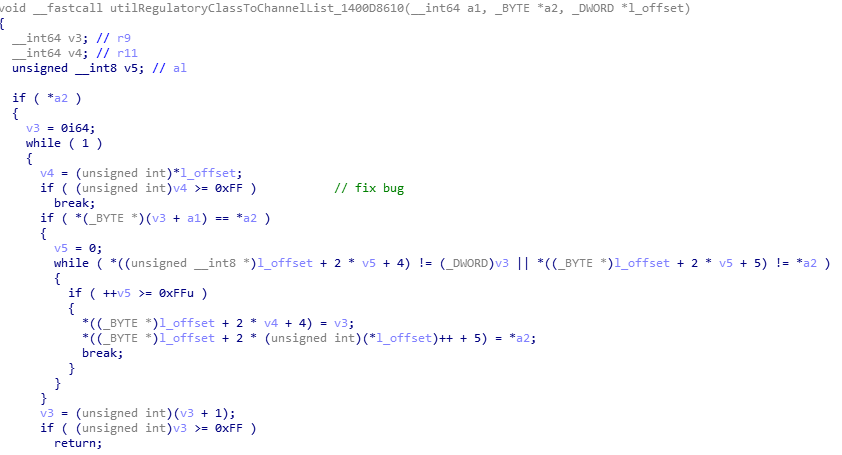 void __fastcall utilRegulatoryClassToChannelList_1400D8610(__int64 a1, _BYTE *a2, _DWORD *l_offset)
{
  __int64 v3; // r9
  __int64 v4; // r11
  unsigned __int8 v5; // al

  if ( *a2 )
  {
    v3 = 0i64;
    while ( 1 )
    {
      v4 = (unsigned int)*l_offset;
      if ( (unsigned int)v4 >= 0xFF )           // fix bug
        break;
      if ( *(_BYTE *)(v3 + a1) == *a2 )
      {
        v5 = 0;
        while ( *((unsigned __int8 *)l_offset + 2 * v5 + 4) != (_DWORD)v3 || *((_BYTE *)l_offset + 2 * v5 + 5) != *a2 )
        {
          if ( ++v5 >= 0xFFu )
          {
            *((_BYTE *)l_offset + 2 * v4 + 4) = v3;
            *((_BYTE *)l_offset + 2 * (unsigned int)(*l_offset)++ + 5) = *a2;
            break;
          }
        }
      }
      v3 = (unsigned int)(v3 + 1);
      if ( (unsigned int)v3 >= 0xFF )
        return;